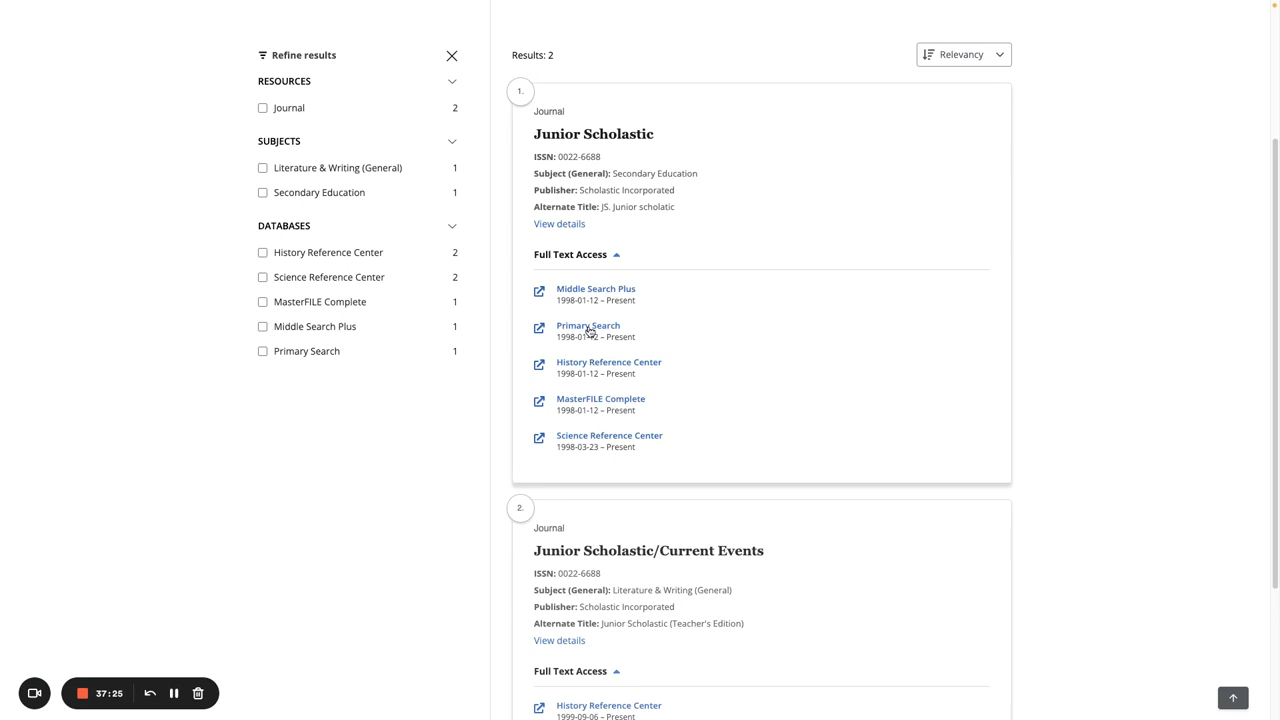 Refine results
RESOURCES
Journal 2
SUBJECTS
Literature & Writing (General) 1
Secondary Education 1
DATABASES
History Reference Center 2
Science Reference Center 2
MasterFILE Complete 1
Middle Search Plus 1
Primary Search 1
Results: 2
Relevancy
1.
Journal
Junior Scholastic
ISSN: 0022-6688
Subject (General): Secondary Education
Publisher: Scholastic Incorporated
Alternate Title: JS. Junior scholatic
View details
Full Text Access
Middle Search Plus
1998-01-12 – Present
Primary Search
1998-01-12 – Present
History Reference Center
1998-01-12 – Present
MasterFILE Complete
1998-01-12 – Present
Science Reference Center
1998-03-23 – Present
2.
Journal
Junior Scholastic/Current Events
ISSN: 0022-6688
Subject (General): Literature & Writing (General)
Publisher: Scholastic Incorporated
Alternate Title: Junior Scholastic (Teacher's Edition)
View details
Full Text Access
History Reference Center
1999-09-06 – Present
37:25